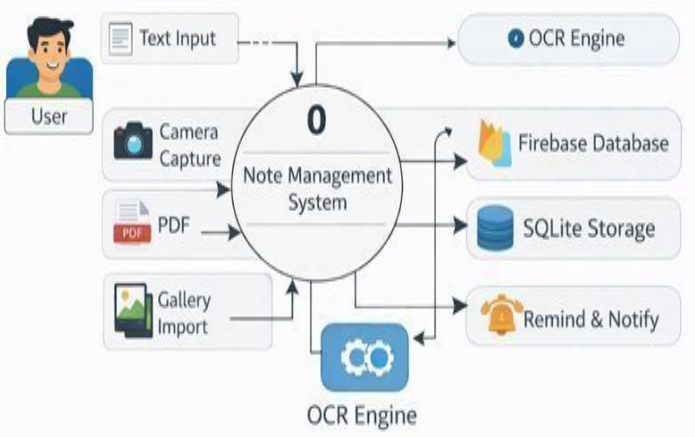 User
Text Input
Camera
Capture
PDF
PDF
Gallery
Import
0
Note Management
System
OCR Engine
Firebase Database
SQLite Storage
Remind & Notify
OCR Engine